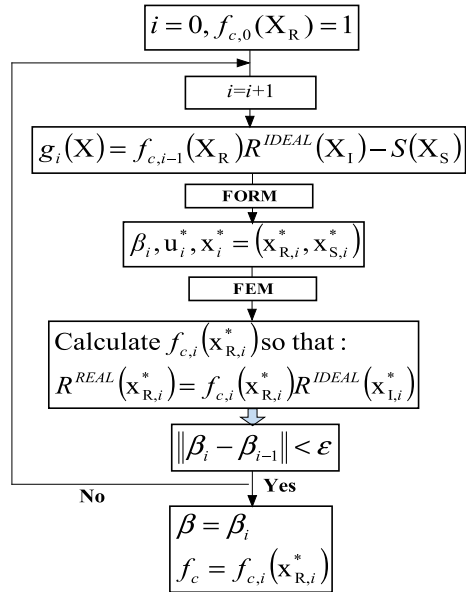 i = 0, f_{c,0}(X_R) = 1
i=i+1
g_i(X) = f_{c,i-1}(X_R)R^{IDEAL}(X_I) − S(X_S)
FORM
β_i, u_i^*, x_i^* = (x_{R,i}^*, x_{S,i}^*)
FEM
Calculate f_{c,i}(x_{R,i}^*) so that :
R^{REAL}(x_{R,i}^*) = f_{c,i}(x_{R,i}^*)R^{IDEAL}(x_{I,i}^*)
‖β_i − β_{i-1}‖ < ε
No
Yes
β = β_i
f_c = f_{c,i}(x_{R,i}^*)